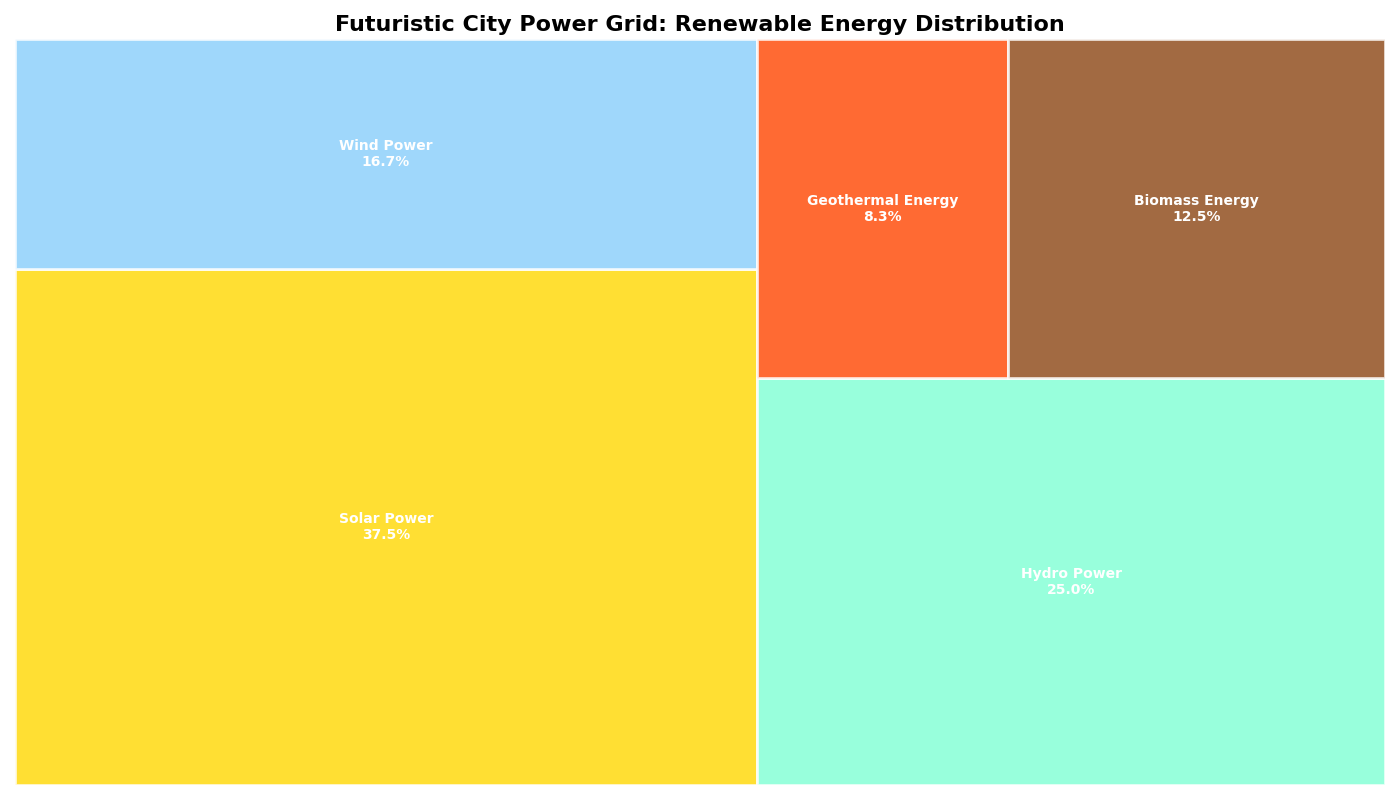 Futuristic City Power Grid: Renewable Energy Distribution
Wind Power
16.7%
Geothermal Energy
8.3%
Biomass Energy
12.5%
Solar Power
37.5%
Hydro Power
25.0%